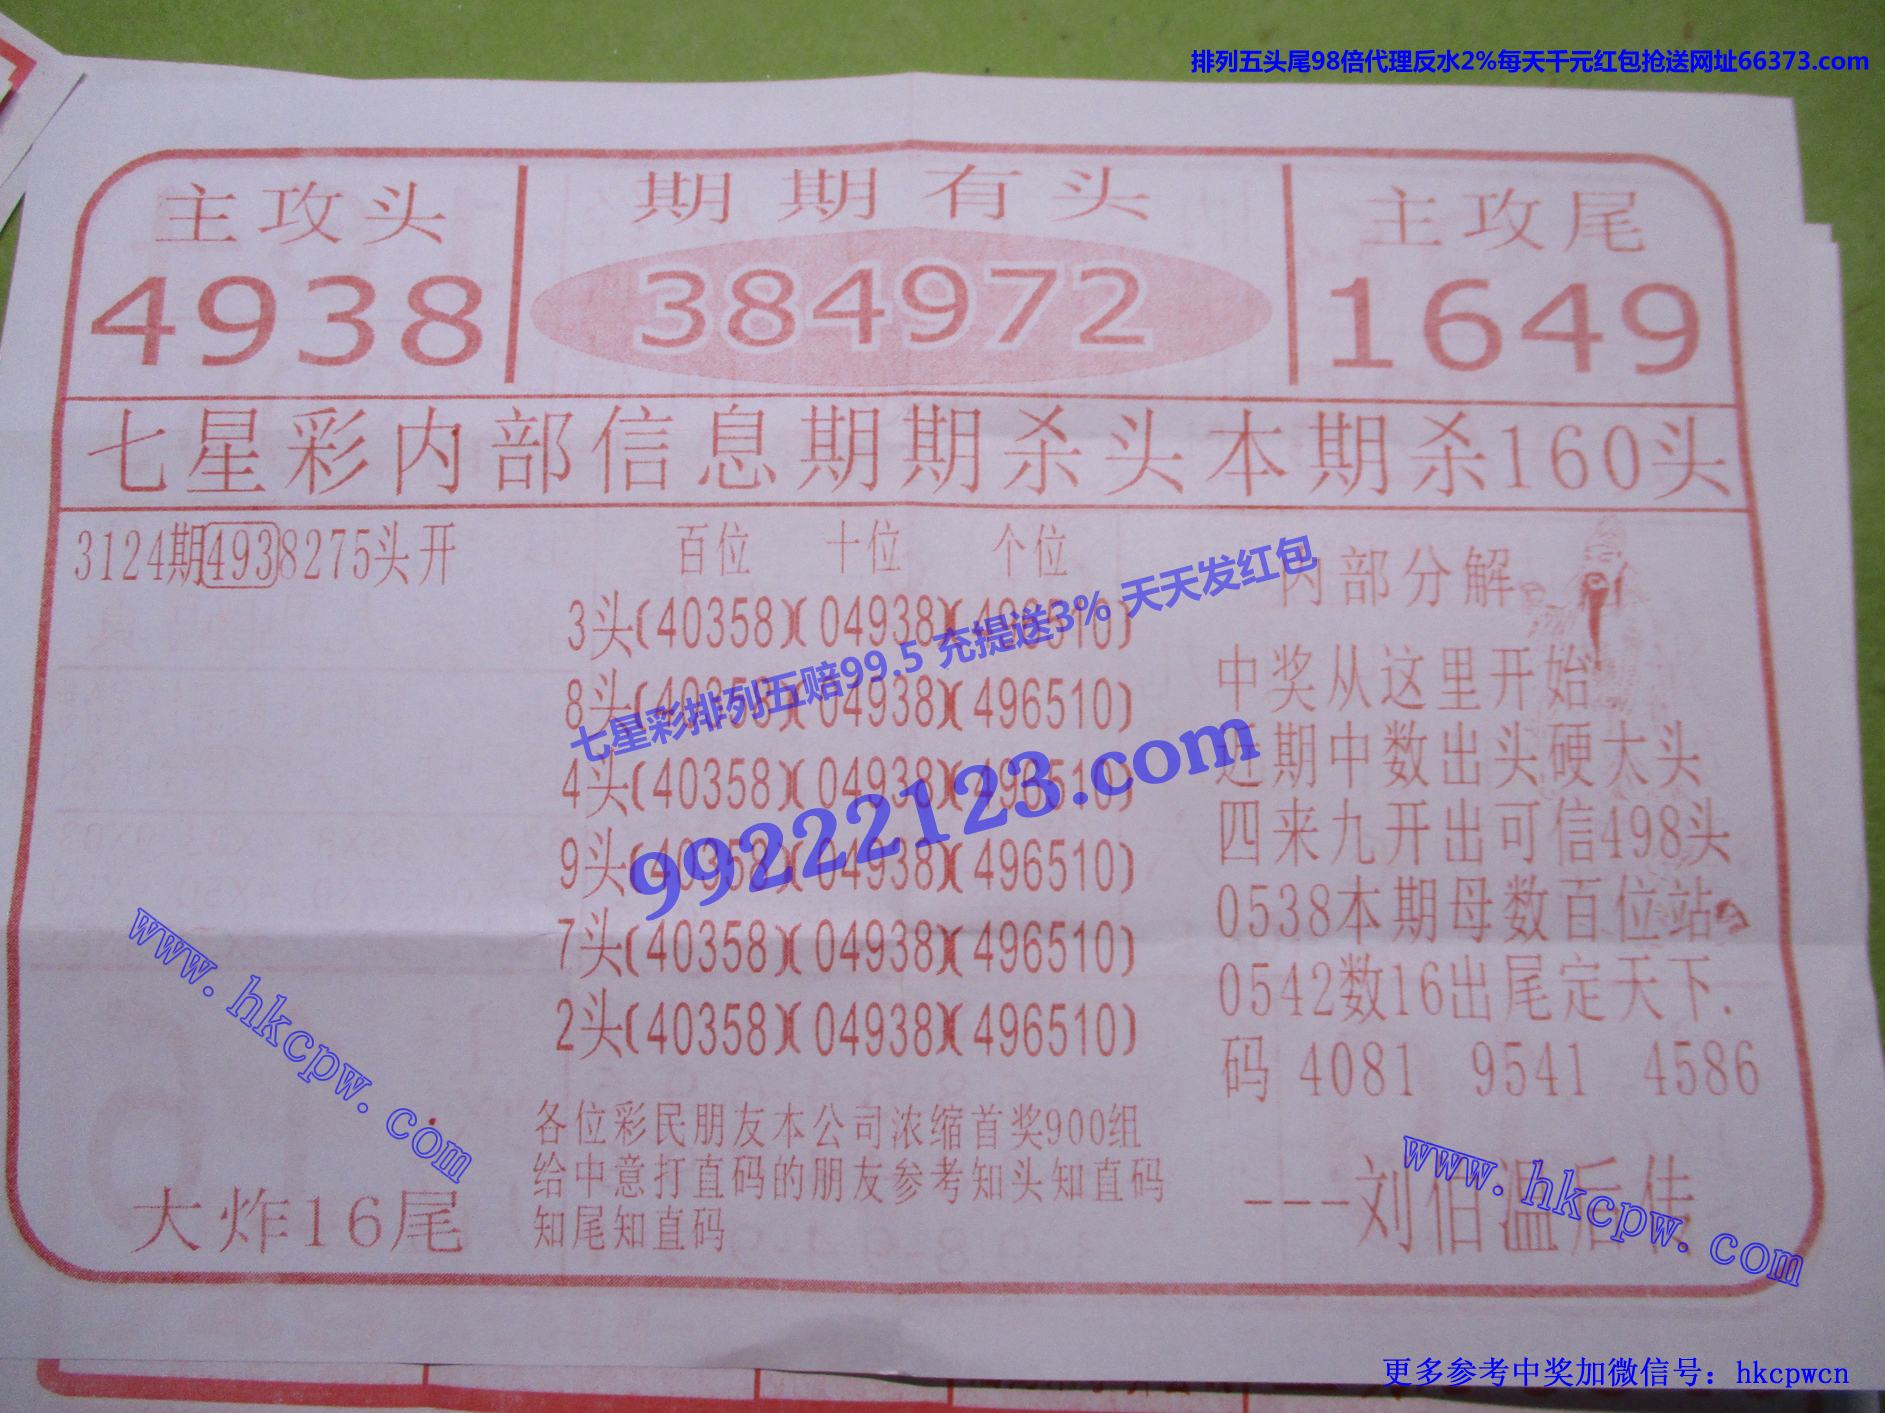 排列五头尾98倍代理反水2%每天千元红包抢送网址66373.com
主攻头 期期有头 主攻尾
4938 384972 1649
七星彩内部信息期期杀头本期杀160头
3124期4938275头开
百位 十位 个位
3头(40358)(04938)(496510)
8头(40358)(04938)(496510)
4头(40358)(04938)(496510)
9头(40358)(04938)(496510)
7头(40358)(04938)(496510)
2头(40358)(04938)(496510)
七星彩排列五赔99.5 充提送3% 天天发红包
99222123.com
内部分解
中奖从这里开始
近期中数出头硬太头
四来九开出可信498头
0538本期母数百位站
0542数16出尾定天下.
码 4081 9541 4586
---刘伯温后传
各位彩民朋友本公司浓缩首奖900组
给中意打直码的朋友参考知头知直码
知尾知直码
大炸16尾
www.hkcpw.com
www.hkcpw.com
更多参考中奖加微信号：hkcpwcn